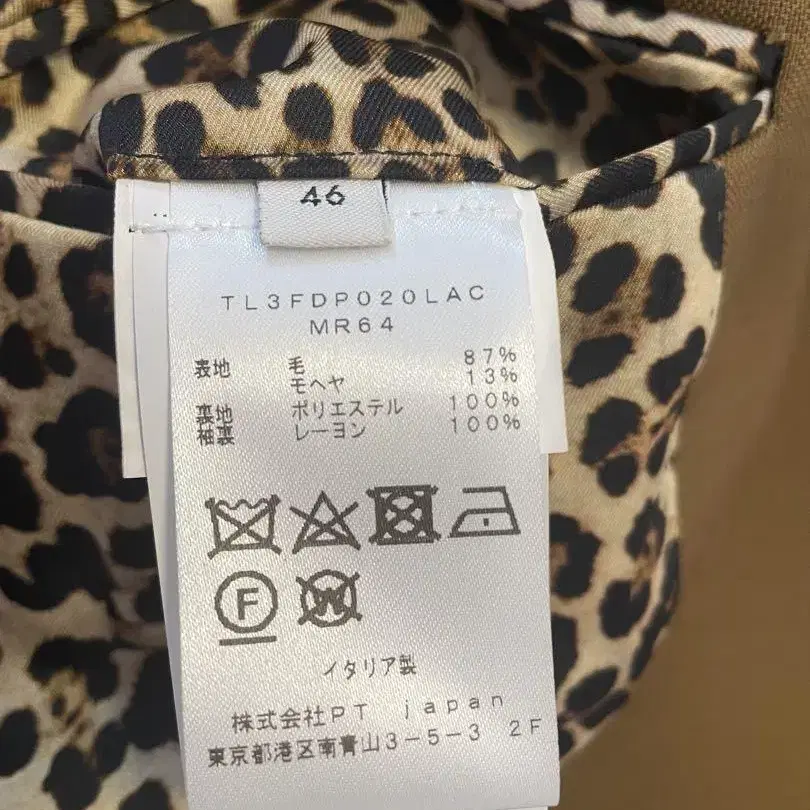 46
TL3FDP020LAC
MR64
表地 毛 87%
モヘヤ 13%
裏地 ポリエステル 100%
袖裏 レーヨン 100%
F
W
イタリア製
株式会社PT japan
東京都港区南青山3-5-3 2F